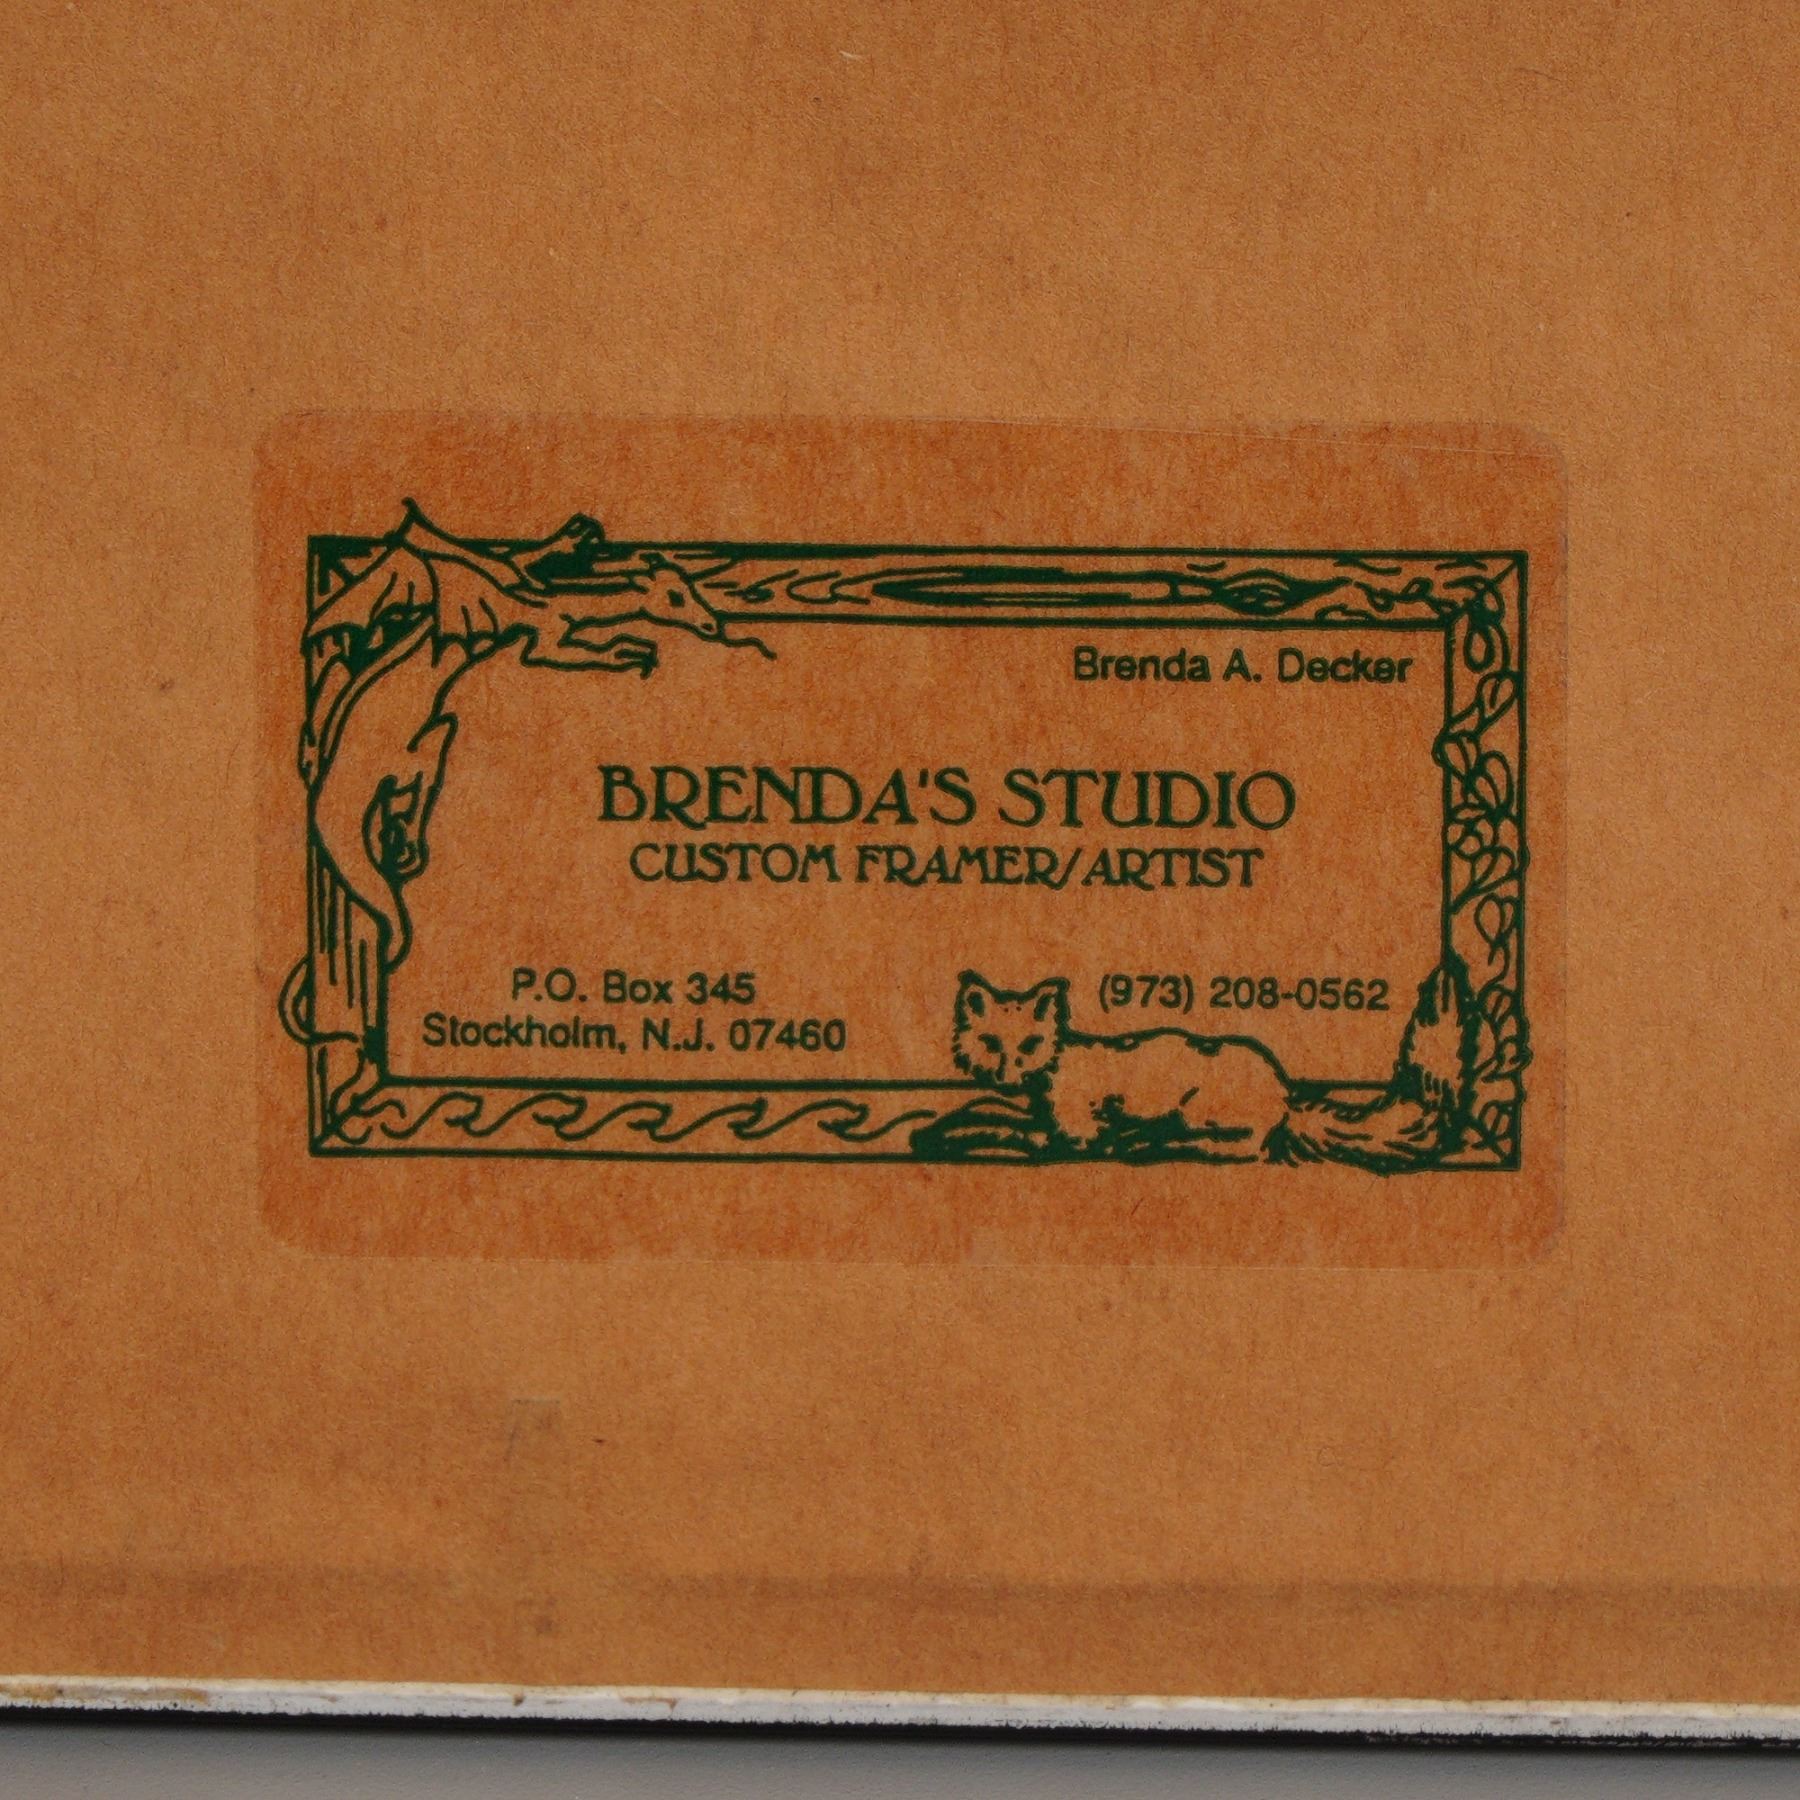 Brenda A. Decker
BRENDA'S STUDIO
CUSTOM FRAMER/ARTIST
P.O. Box 345
Stockholm, N.J. 07460
(973) 208-0562